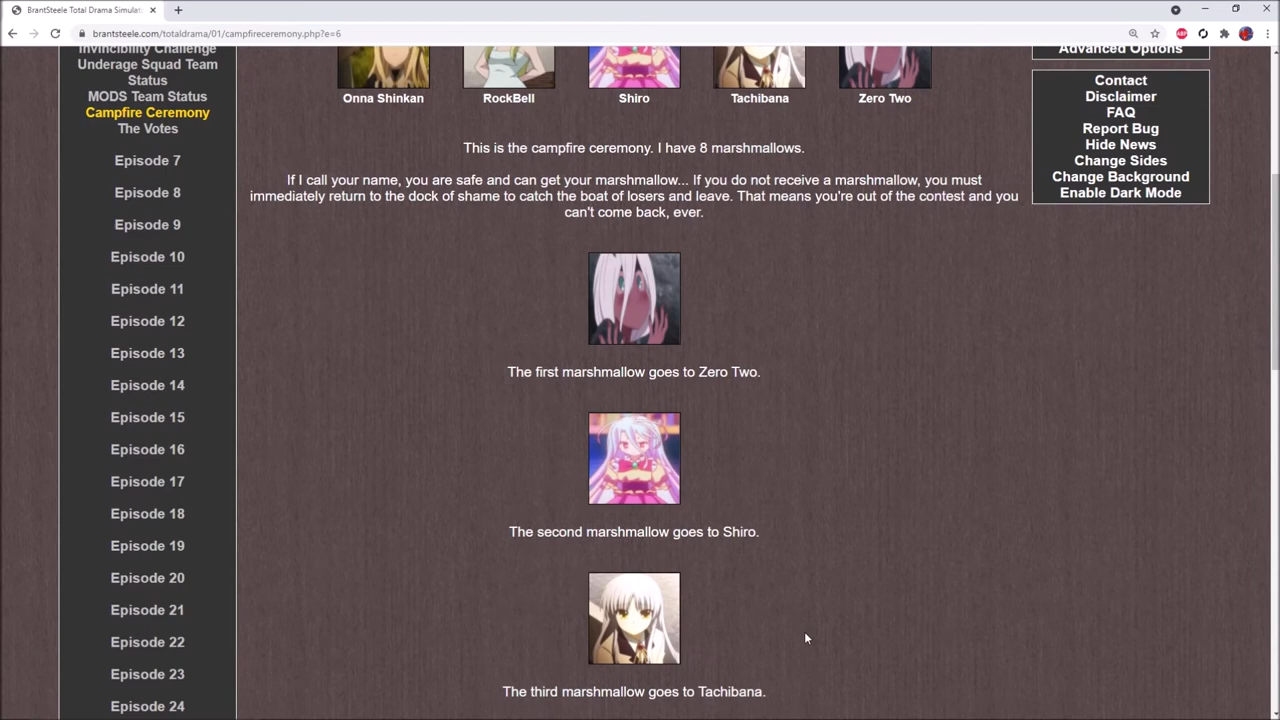 BrantSteele Total Drama Simulat
brantsteele.com/totaldrama/01/campfireceremony.php?e=6
ABP
Invincibility Challenge
Underage Squad Team
Status
MODS Team Status
Campfire Ceremony
The Votes
Episode 7
Episode 8
Episode 9
Episode 10
Episode 11
Episode 12
Episode 13
Episode 14
Episode 15
Episode 16
Episode 17
Episode 18
Episode 19
Episode 20
Episode 21
Episode 22
Episode 23
Episode 24
Onna Shinkan
RockBell
Shiro
Tachibana
Zero Two
This is the campfire ceremony. I have 8 marshmallows.
If I call your name, you are safe and can get your marshmallow... If you do not receive a marshmallow, you must
immediately return to the dock of shame to catch the boat of losers and leave. That means you're out of the contest and you
can't come back, ever.
The first marshmallow goes to Zero Two.
The second marshmallow goes to Shiro.
The third marshmallow goes to Tachibana.
Advanced Options
Contact
Disclaimer
FAQ
Report Bug
Hide News
Change Sides
Change Background
Enable Dark Mode